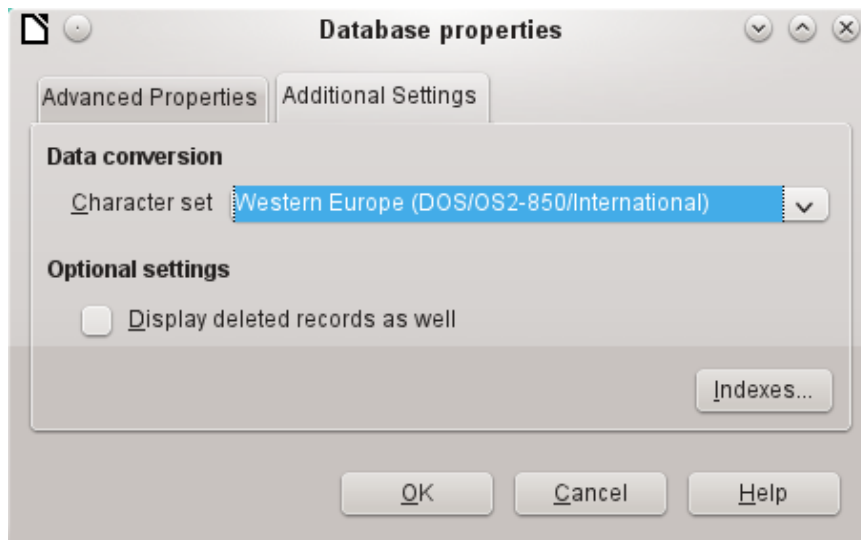 Database properties
Advanced Properties Additional Settings
Data conversion
Character set Western Europe (DOS/OS2-850/International)
Optional settings
Display deleted records as well
Indexes...
OK Cancel Help